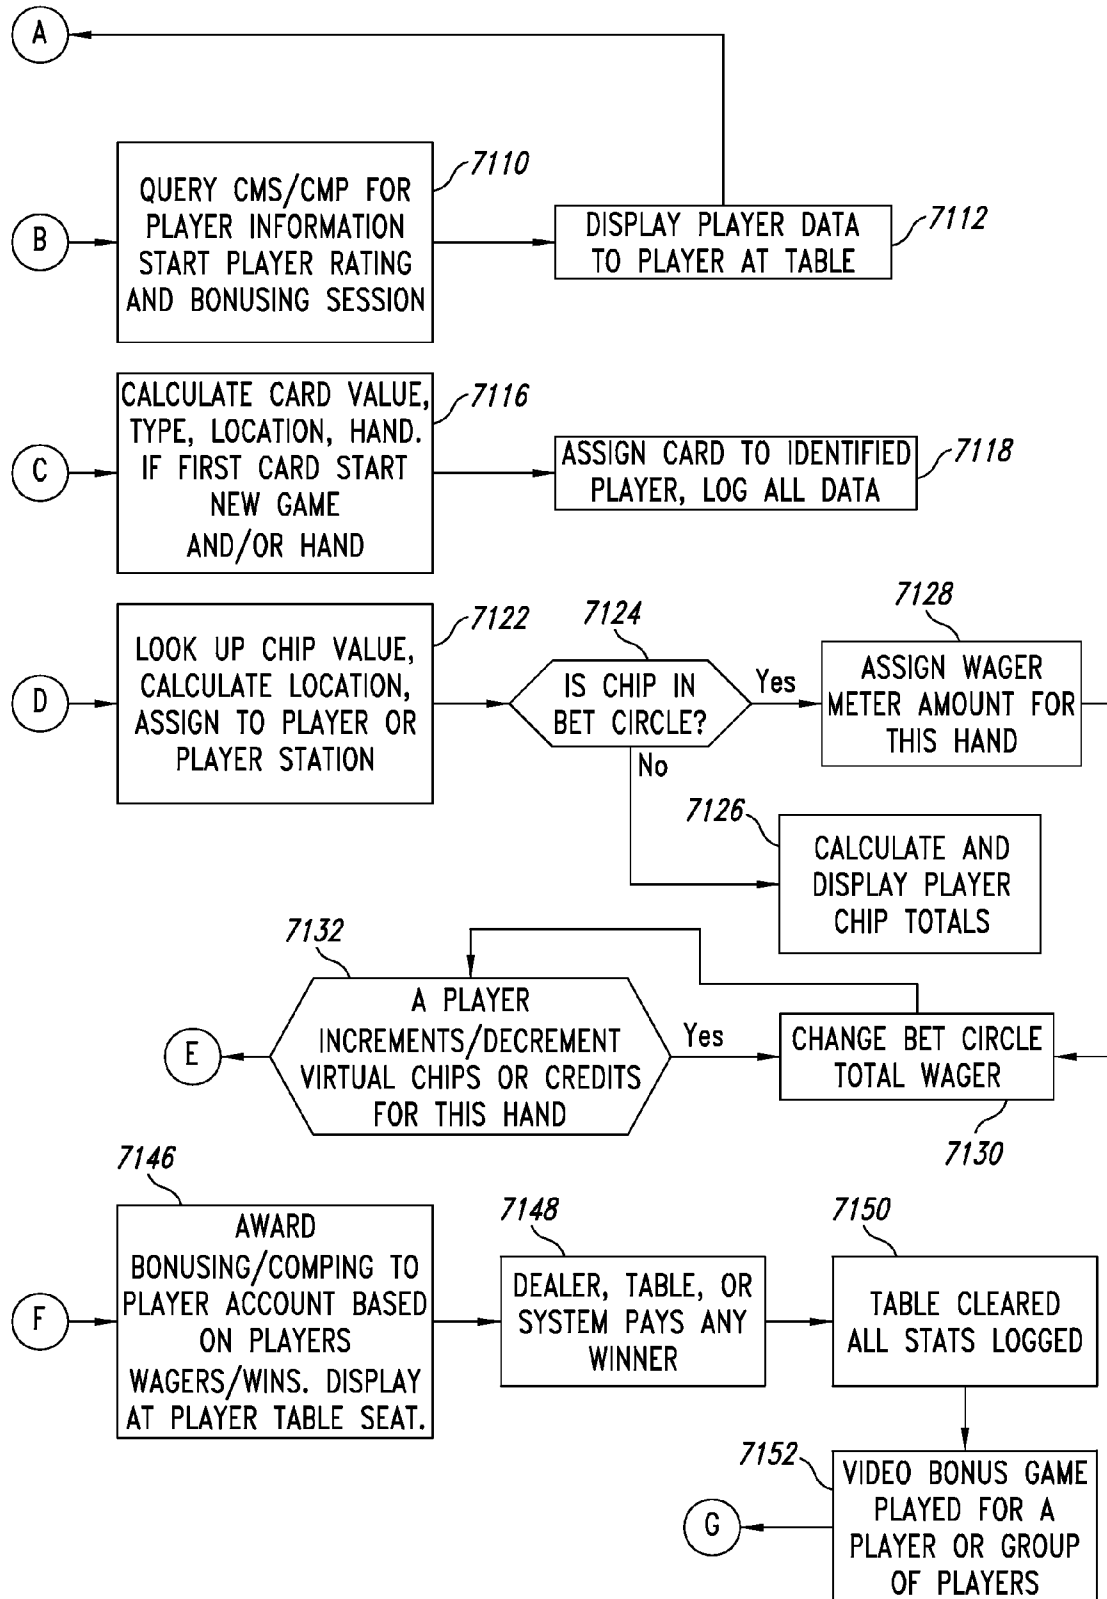 A
7110
B
QUERY CMS/CMP FOR
PLAYER INFORMATION
START PLAYER RATING
AND BONUSING SESSION
DISPLAY PLAYER DATA
TO PLAYER AT TABLE
7112
C
CALCULATE CARD VALUE,
TYPE, LOCATION, HAND.
IF FIRST CARD START
NEW GAME
AND/OR HAND
7116
ASSIGN CARD TO IDENTIFIED
PLAYER, LOG ALL DATA
7118
D
LOOK UP CHIP VALUE,
CALCULATE LOCATION,
ASSIGN TO PLAYER OR
PLAYER STATION
7122
7124
IS CHIP IN
BET CIRCLE?
Yes
No
7128
ASSIGN WAGER
METER AMOUNT FOR
THIS HAND
7126
CALCULATE AND
DISPLAY PLAYER
CHIP TOTALS
7132
E
A PLAYER
INCREMENTS/DECREMENT
VIRTUAL CHIPS OR CREDITS
FOR THIS HAND
Yes
CHANGE BET CIRCLE
TOTAL WAGER
7130
7146
F
AWARD
BONUSING/COMPING TO
PLAYER ACCOUNT BASED
ON PLAYERS
WAGERS/WINS. DISPLAY
AT PLAYER TABLE SEAT.
7148
DEALER, TABLE, OR
SYSTEM PAYS ANY
WINNER
7150
TABLE CLEARED
ALL STATS LOGGED
7152
G
VIDEO BONUS GAME
PLAYED FOR A
PLAYER OR GROUP
OF PLAYERS